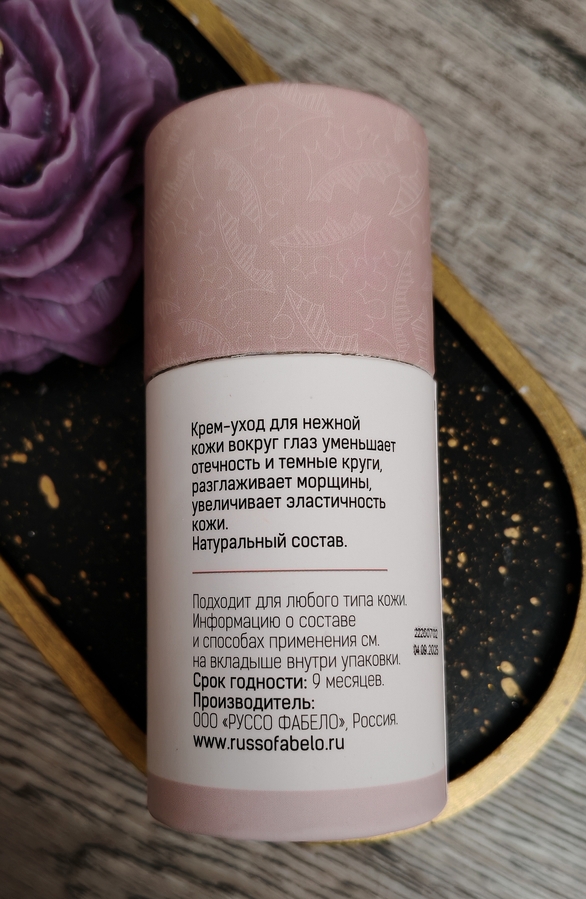 Крем-уход для нежной
кожи вокруг глаз уменьшает
отечность и темные круги,
разглаживает морщины,
увеличивает эластичность
кожи.
Натуральный состав.
Подходит для любого типа кожи.
Информацию о составе
и способах применения см.
на вкладыше внутри упаковки.
Срок годности: 9 месяцев.
Производитель:
ООО «РУССО ФАБЕЛО», Россия.
www.russofabelo.ru